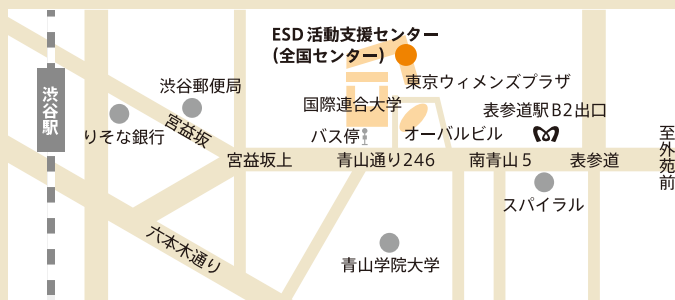 ESD 活動支援センター
(全国センター)
渋谷郵便局
東京ウィメンズプラザ
渋谷駅
国際連合大学
表参道駅B2出口
りそな銀行
宮益坂
バス停
オーバルビル
至外苑前
宮益坂上
青山通り246
南青山5
表参道
スパイラル
六本木通り
青山学院大学